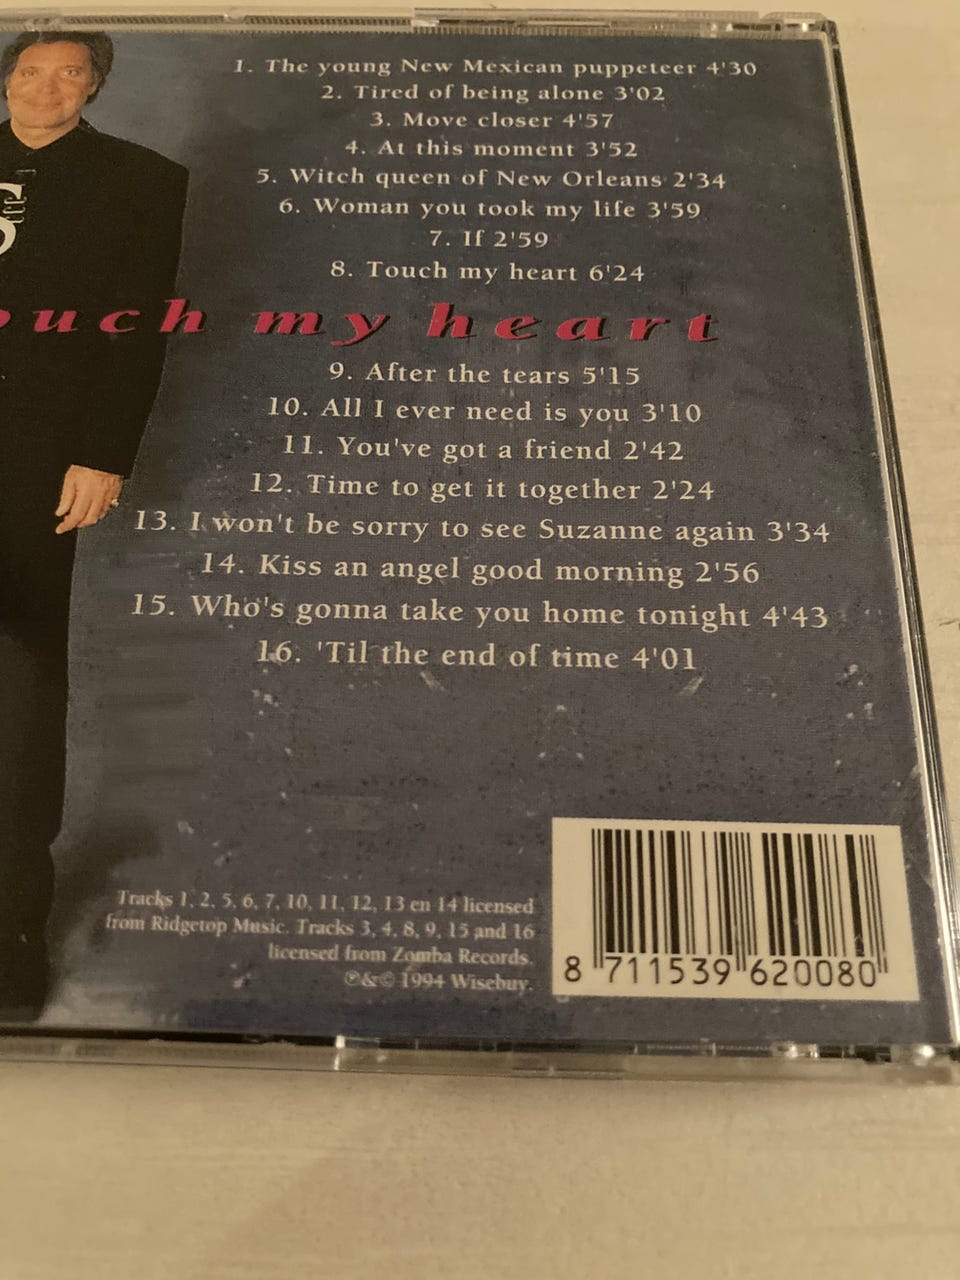 1. The young New Mexican puppeteer 4'30
2. Tired of being alone 3'02
3. Move closer 4'57
4. At this moment 3'52
5. Witch queen of New Orleans 2'34
6. Woman you took my life 3'59
7. If 2'59
8. Touch my heart 6'24
ouch my heart
9. After the tears 5'15
10. All I ever need is you 3'10
11. You've got a friend 2'42
12. Time to get it together 2'24
13. I won't be sorry to see Suzanne again 3'34
14. Kiss an angel good morning 2'56
15. Who's gonna take you home tonight 4'43
16. 'Til the end of time 4'01
Tracks 1, 2, 5, 6, 7, 10, 11, 12, 13 en 14 licensed
from Ridgetop Music. Tracks 3, 4, 8, 9, 15 and 16
licensed from Zomba Records.
℗&© 1994 Wisebuy.
8 711539 620080